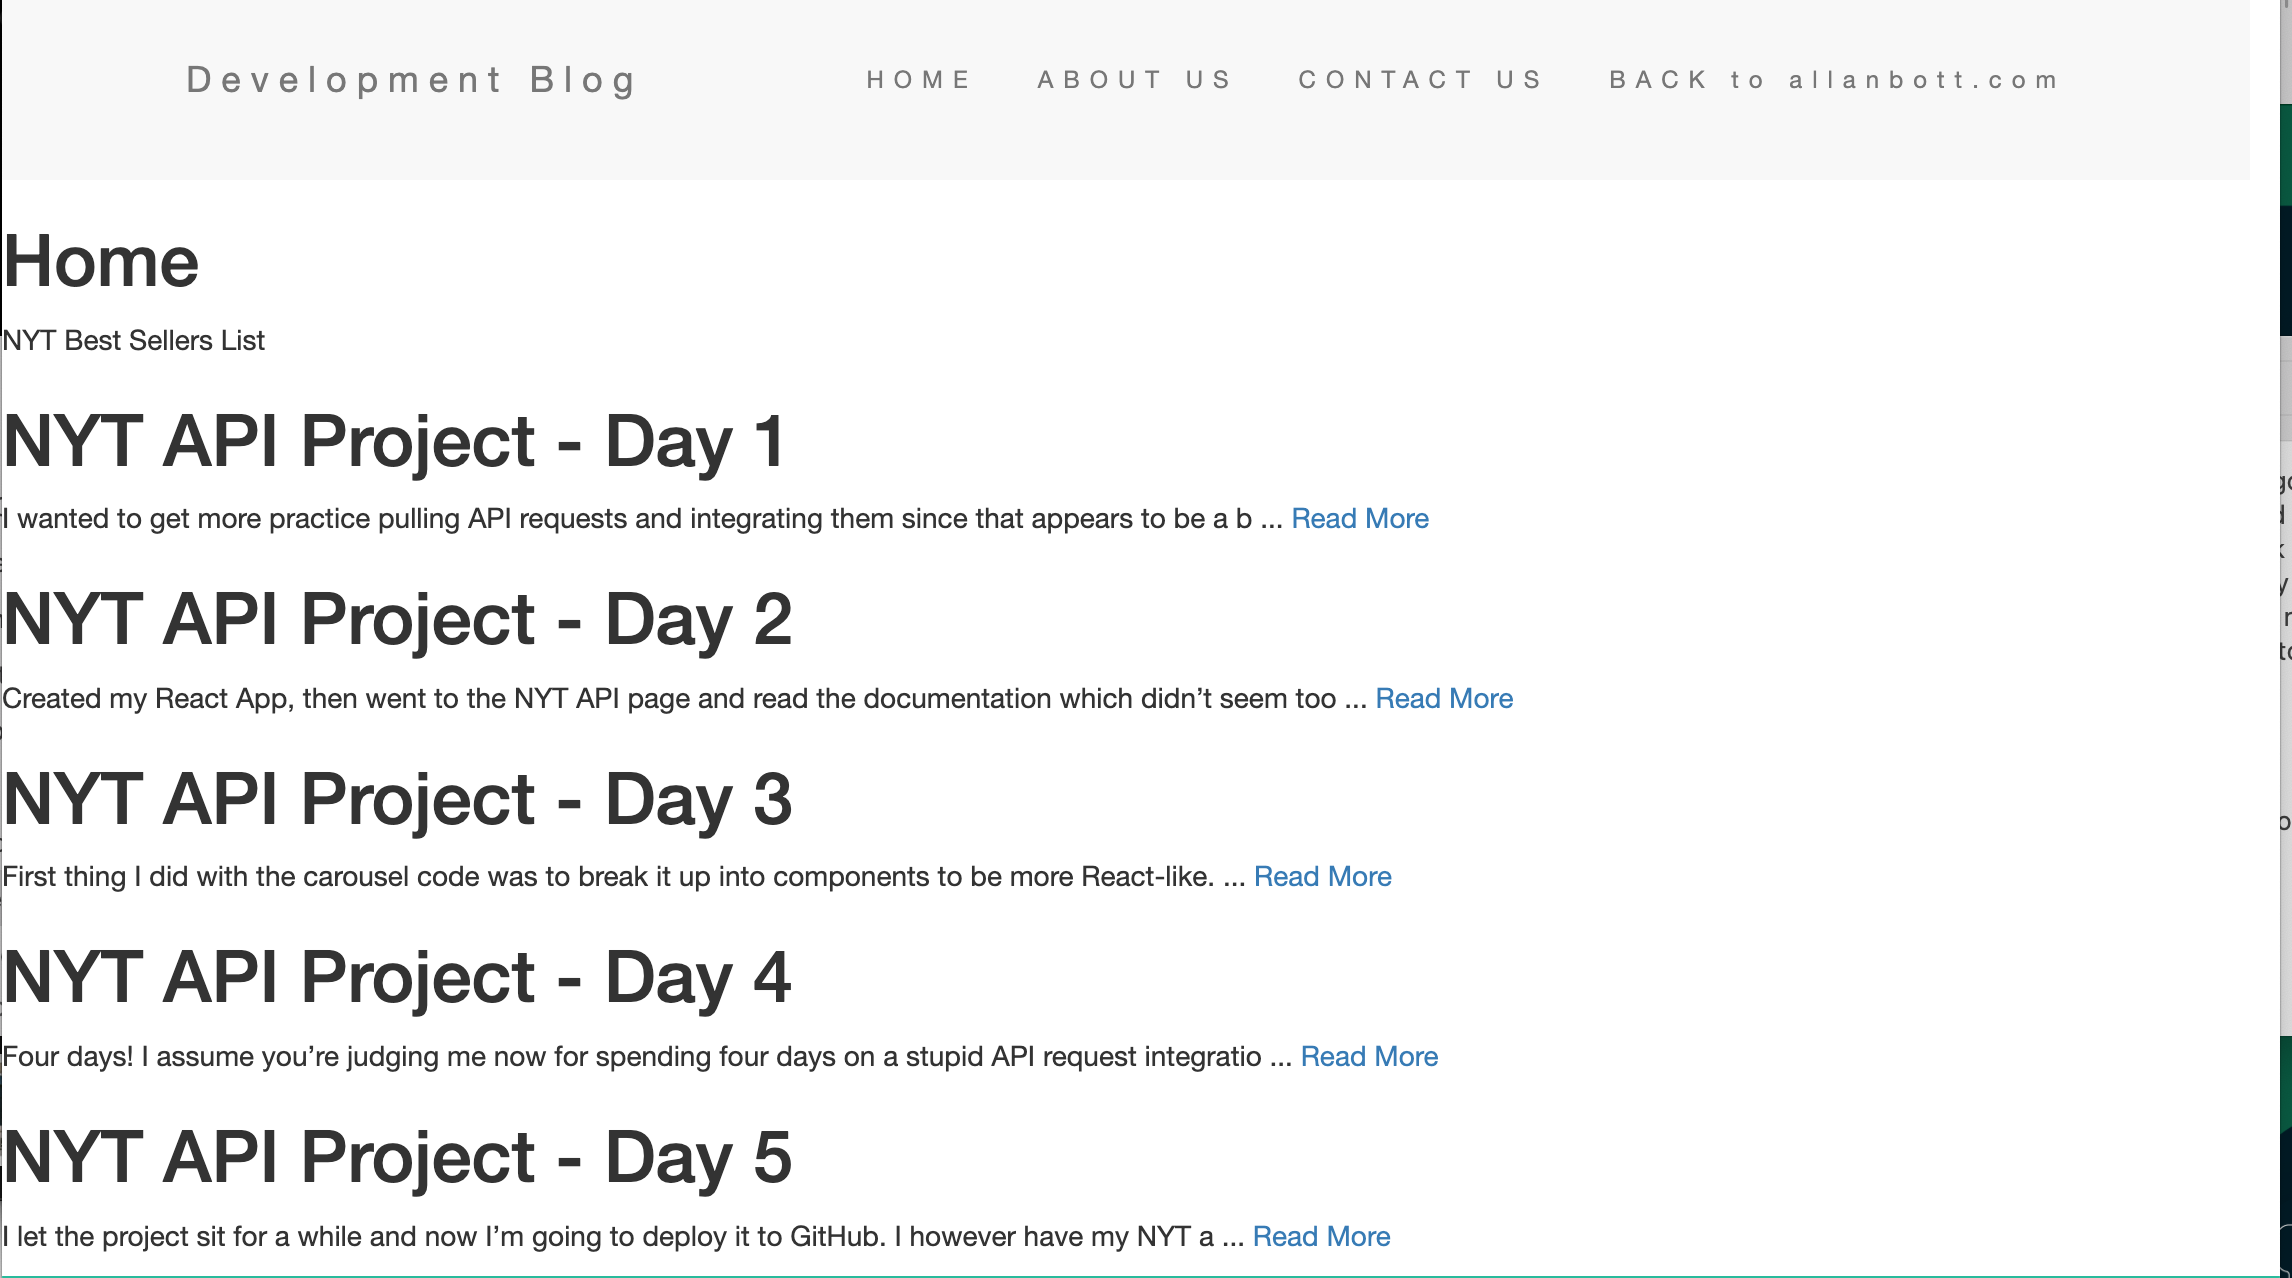 Development Blog HOME ABOUT US CONTACT US BACK to allanbott.com
Home
NYT Best Sellers List
NYT API Project - Day 1
I wanted to get more practice pulling API requests and integrating them since that appears to be a b ... Read More
NYT API Project - Day 2
Created my React App, then went to the NYT API page and read the documentation which didn’t seem too ... Read More
NYT API Project - Day 3
First thing I did with the carousel code was to break it up into components to be more React-like. ... Read More
NYT API Project - Day 4
Four days! I assume you’re judging me now for spending four days on a stupid API request integratio ... Read More
NYT API Project - Day 5
I let the project sit for a while and now I’m going to deploy it to GitHub. I however have my NYT a ... Read More